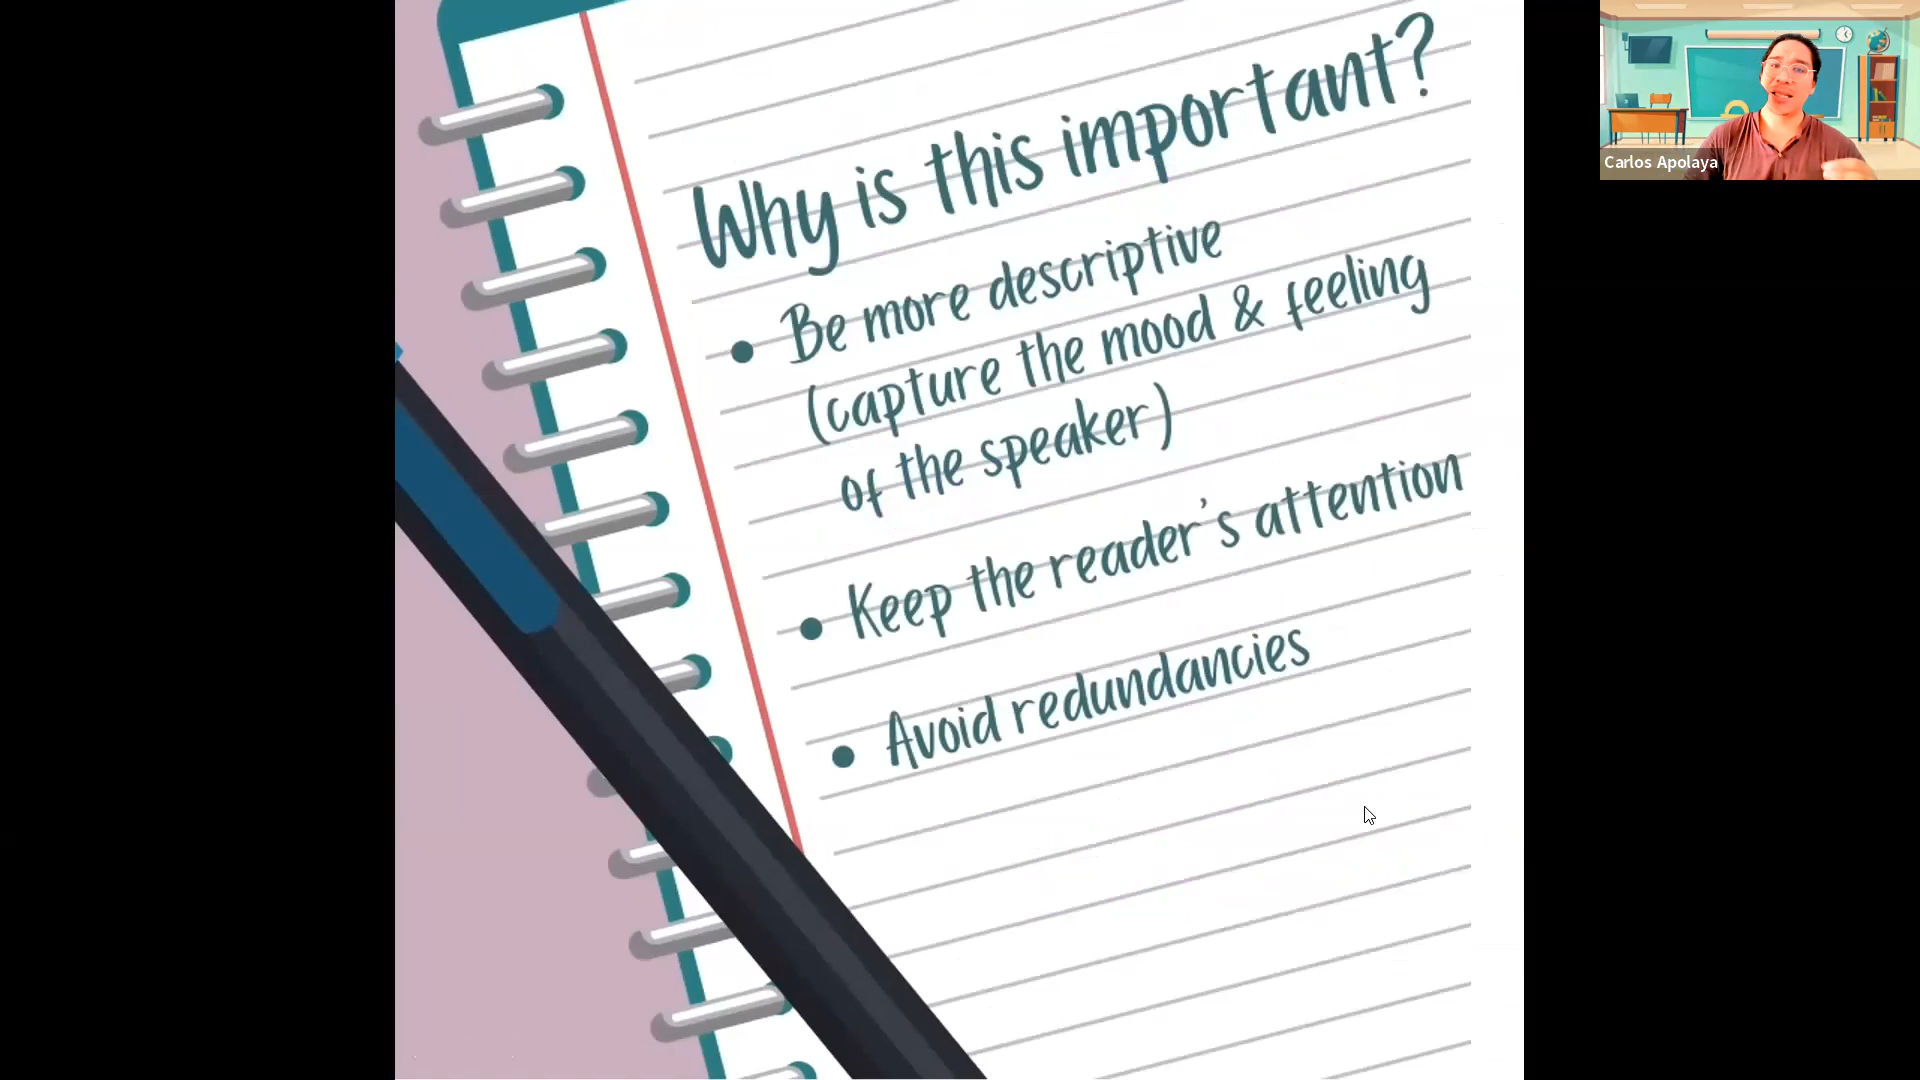 Why is this important?
• Be more descriptive
(capture the mood & feeling
of the speaker)
• Keep the reader's attention
• Avoid redundancies
Carlos Apolaya